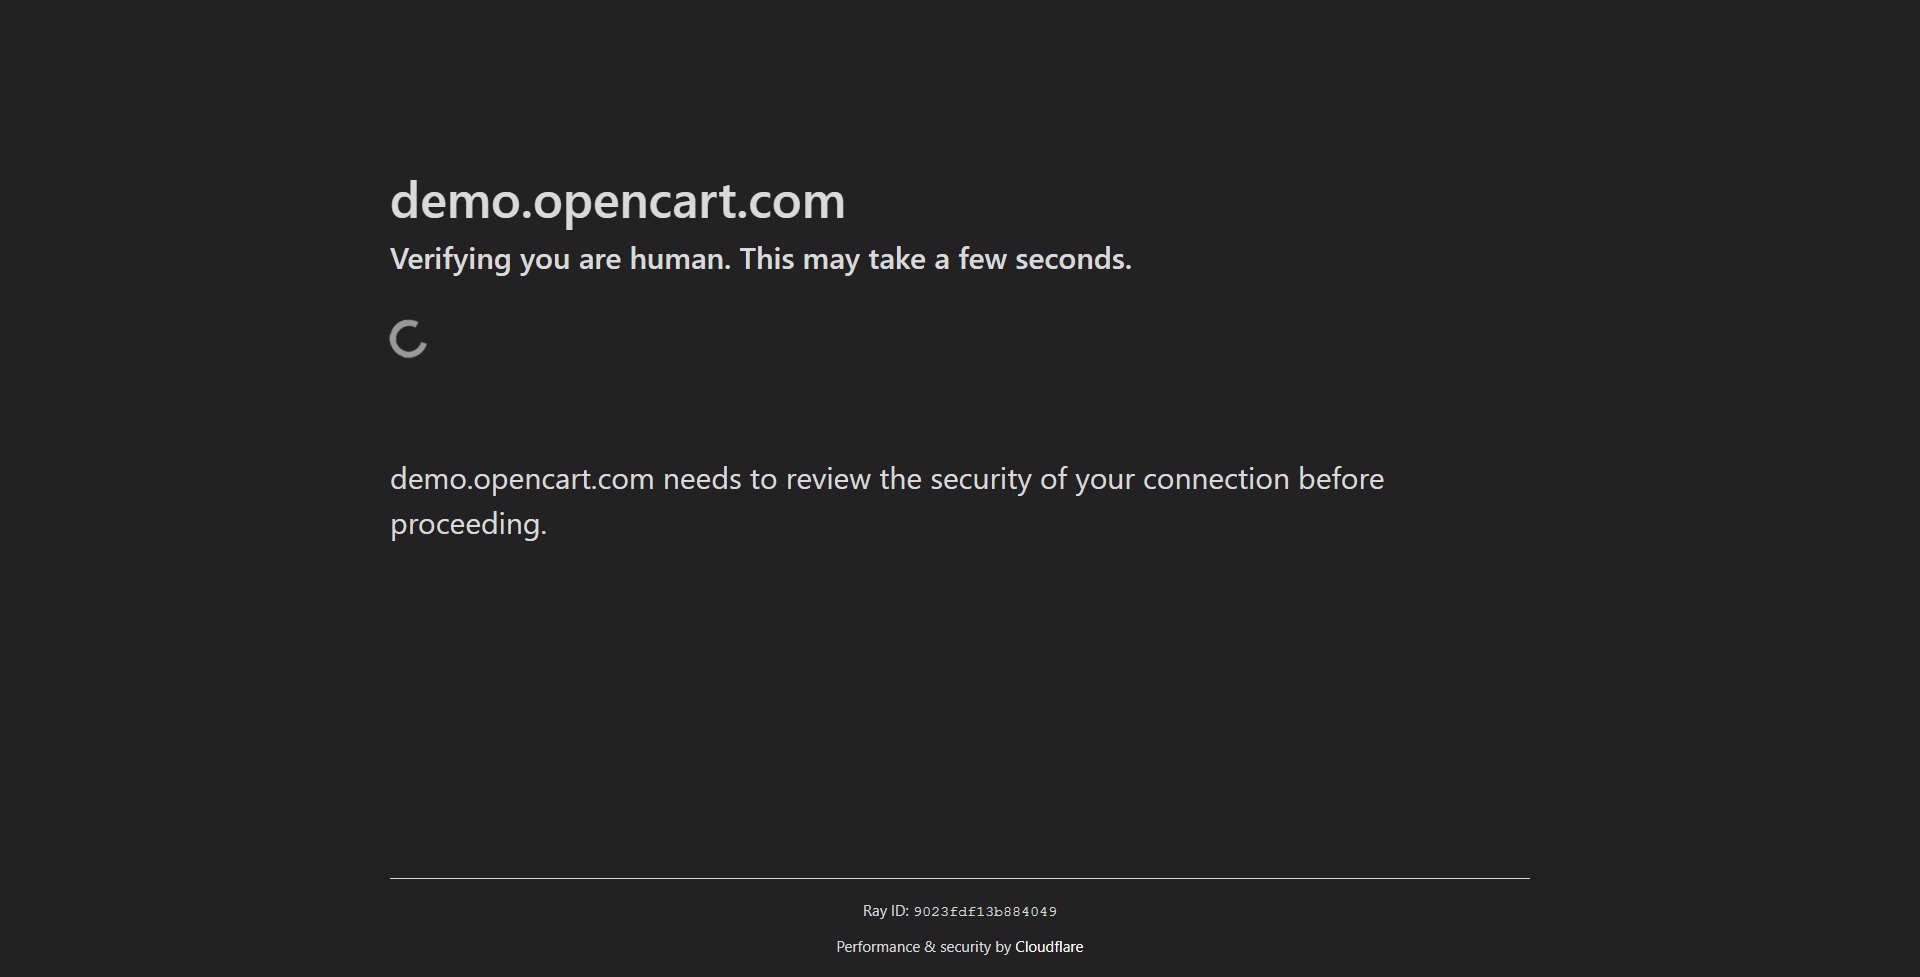 demo.opencart.com
Verifying you are human. This may take a few seconds.
demo.opencart.com needs to review the security of your connection before
proceeding.
Ray ID: 9023fdf13b884049
Performance & security by Cloudflare